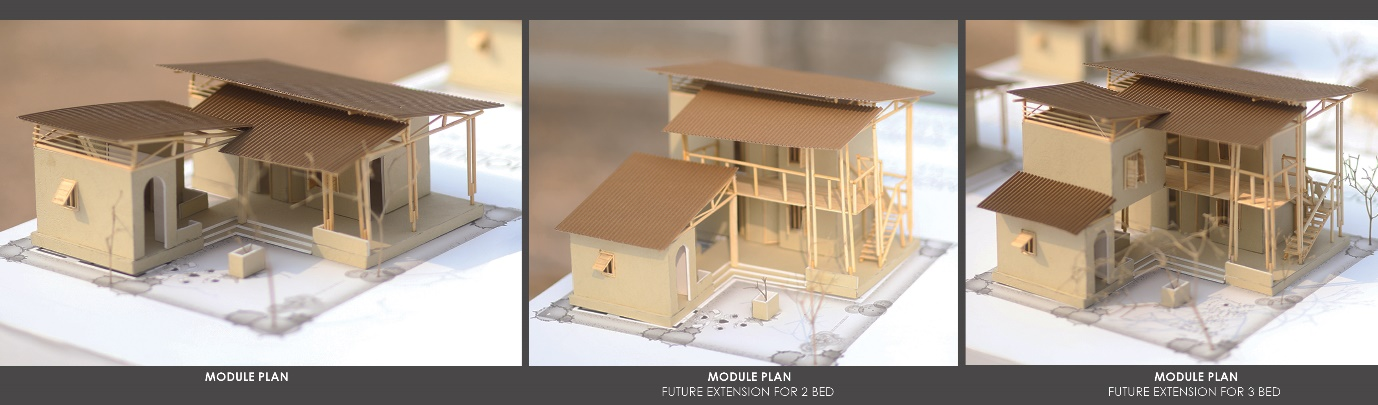 MODULE PLAN
MODULE PLAN
FUTURE EXTENSION FOR 2 BED
MODULE PLAN
FUTURE EXTENSION FOR 3 BED